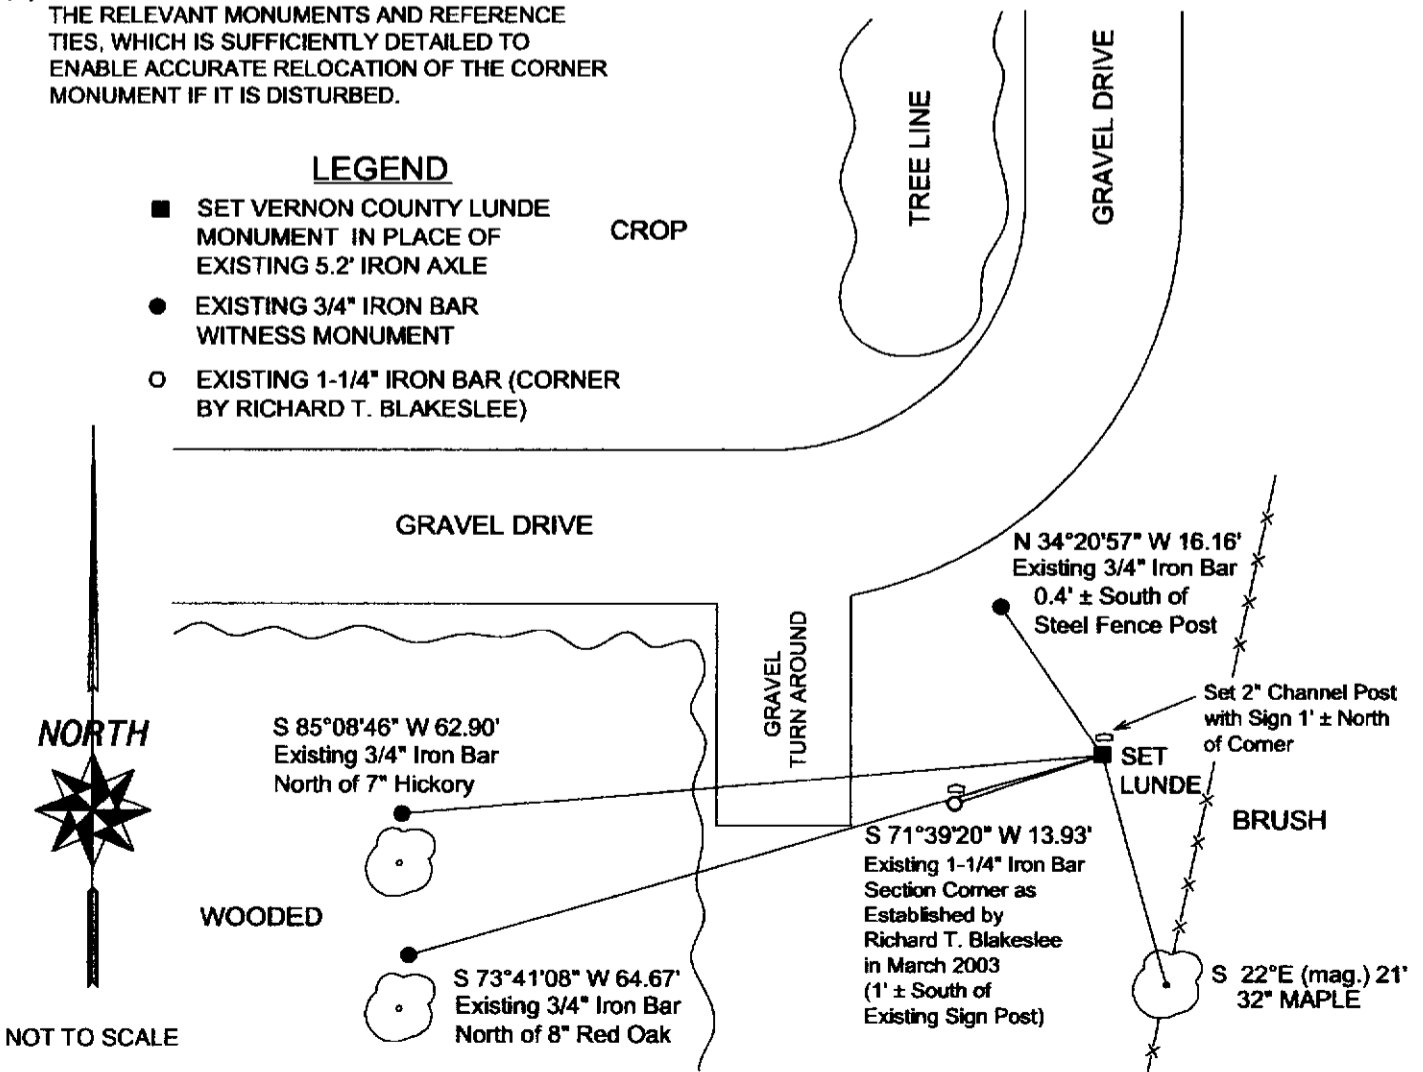 THE RELEVANT MONUMENTS AND REFERENCE
TIES, WHICH IS SUFFICIENTLY DETAILED TO
ENABLE ACCURATE RELOCATION OF THE CORNER
MONUMENT IF IT IS DISTURBED.
LEGEND
SET VERNON COUNTY LUNDE
MONUMENT IN PLACE OF
EXISTING 5.2' IRON AXLE
EXISTING 3/4" IRON BAR
WITNESS MONUMENT
EXISTING 1-1/4" IRON BAR (CORNER
BY RICHARD T. BLAKESLEE)
CROP
TREE LINE
GRAVEL DRIVE
GRAVEL DRIVE
N 34°20'57" W 16.16'
Existing 3/4" Iron Bar
0.4' ± South of
Steel Fence Post
GRAVEL
TURN AROUND
Set 2" Channel Post
with Sign 1' ± North
of Corner
NORTH
S 85°08'46" W 62.90'
Existing 3/4" Iron Bar
North of 7" Hickory
SET
LUNDE
BRUSH
S 71°39'20" W 13.93'
Existing 1-1/4" Iron Bar
Section Corner as
Established by
Richard T. Blakeslee
in March 2003
(1' ± South of
Existing Sign Post)
WOODED
S 73°41'08" W 64.67'
Existing 3/4" Iron Bar
North of 8" Red Oak
S 22°E (mag.) 21'
32" MAPLE
NOT TO SCALE